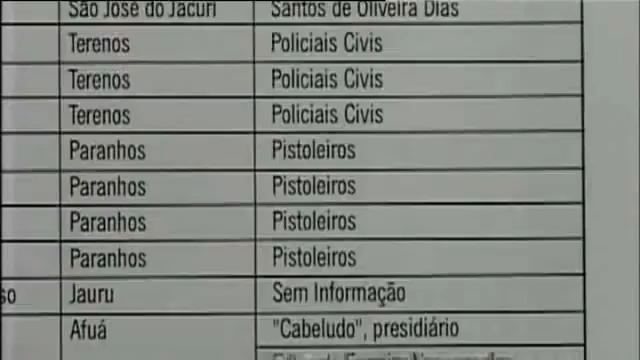 São José do Jacuri Santos de Oliveira Dias
Terenos Policiais Civis
Terenos Policiais Civis
Terenos Policiais Civis
Paranhos Pistoleiros
Paranhos Pistoleiros
Paranhos Pistoleiros
Paranhos Pistoleiros
so Jauru Sem Informação
Afuá "Cabeludo", presidiário